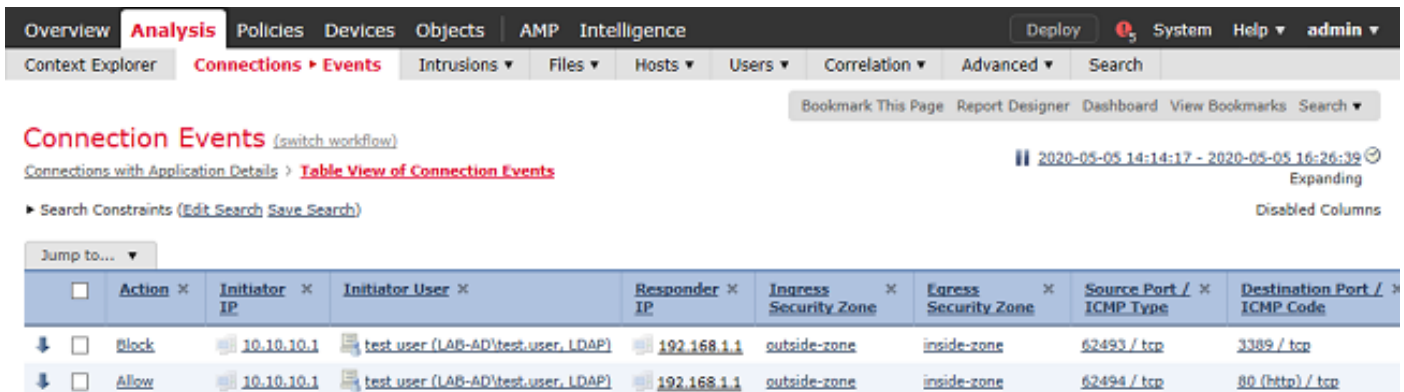 Overview Analysis Policies Devices Objects AMP Intelligence Deploy 5 System Help ▾ admin ▾
Context Explorer Connections ▸ Events Intrusions ▾ Files ▾ Hosts ▾ Users ▾ Correlation ▾ Advanced ▾ Search
Bookmark This Page Report Designer Dashboard View Bookmarks Search ▾
Connection Events (switch workflow)
2020-05-05 14:14:17 - 2020-05-05 16:26:39
Connections with Application Details > Table View of Connection Events
Expanding
▸ Search Constraints (Edit Search Save Search)
Disabled Columns
Jump to... ▾
Action × Initiator × Initiator User × Responder × Ingress × Egress × Source Port / × Destination Port / ×
IP IP Security Zone Security Zone ICMP Type ICMP Code
Block 10.10.10.1 test user (LAB-AD\test.user, LDAP) 192.168.1.1 outside-zone inside-zone 62493 / tcp 3389 / tcp
Allow 10.10.10.1 test user (LAB-AD\test.user, LDAP) 192.168.1.1 outside-zone inside-zone 62494 / tcp 80 (http) / tcp